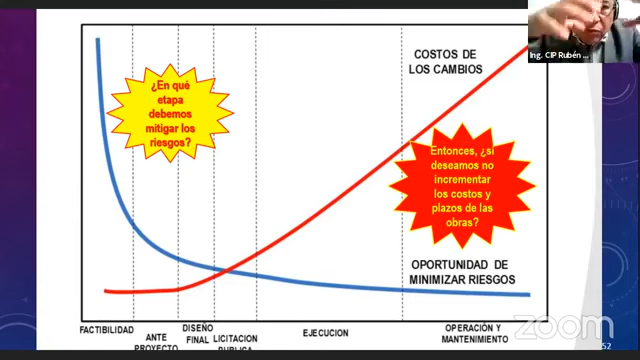 Ing. CIP Rubén ...
COSTOS DE
LOS CAMBIOS
¿En qué
etapa
debemos
mitigar los
riesgos?
Entonces, ¿si
deseamos no
incrementar
los costos y
plazos de las
obras?
OPORTUNIDAD DE
MINIMIZAR RIESGOS
FACTIBILIDAD
ANTE
PROYECTO
DISEÑO
FINAL
LICITACION
PUBLICA
EJECUCION
OPERACIÓN Y
MANTENIMIENTO
zoom
52